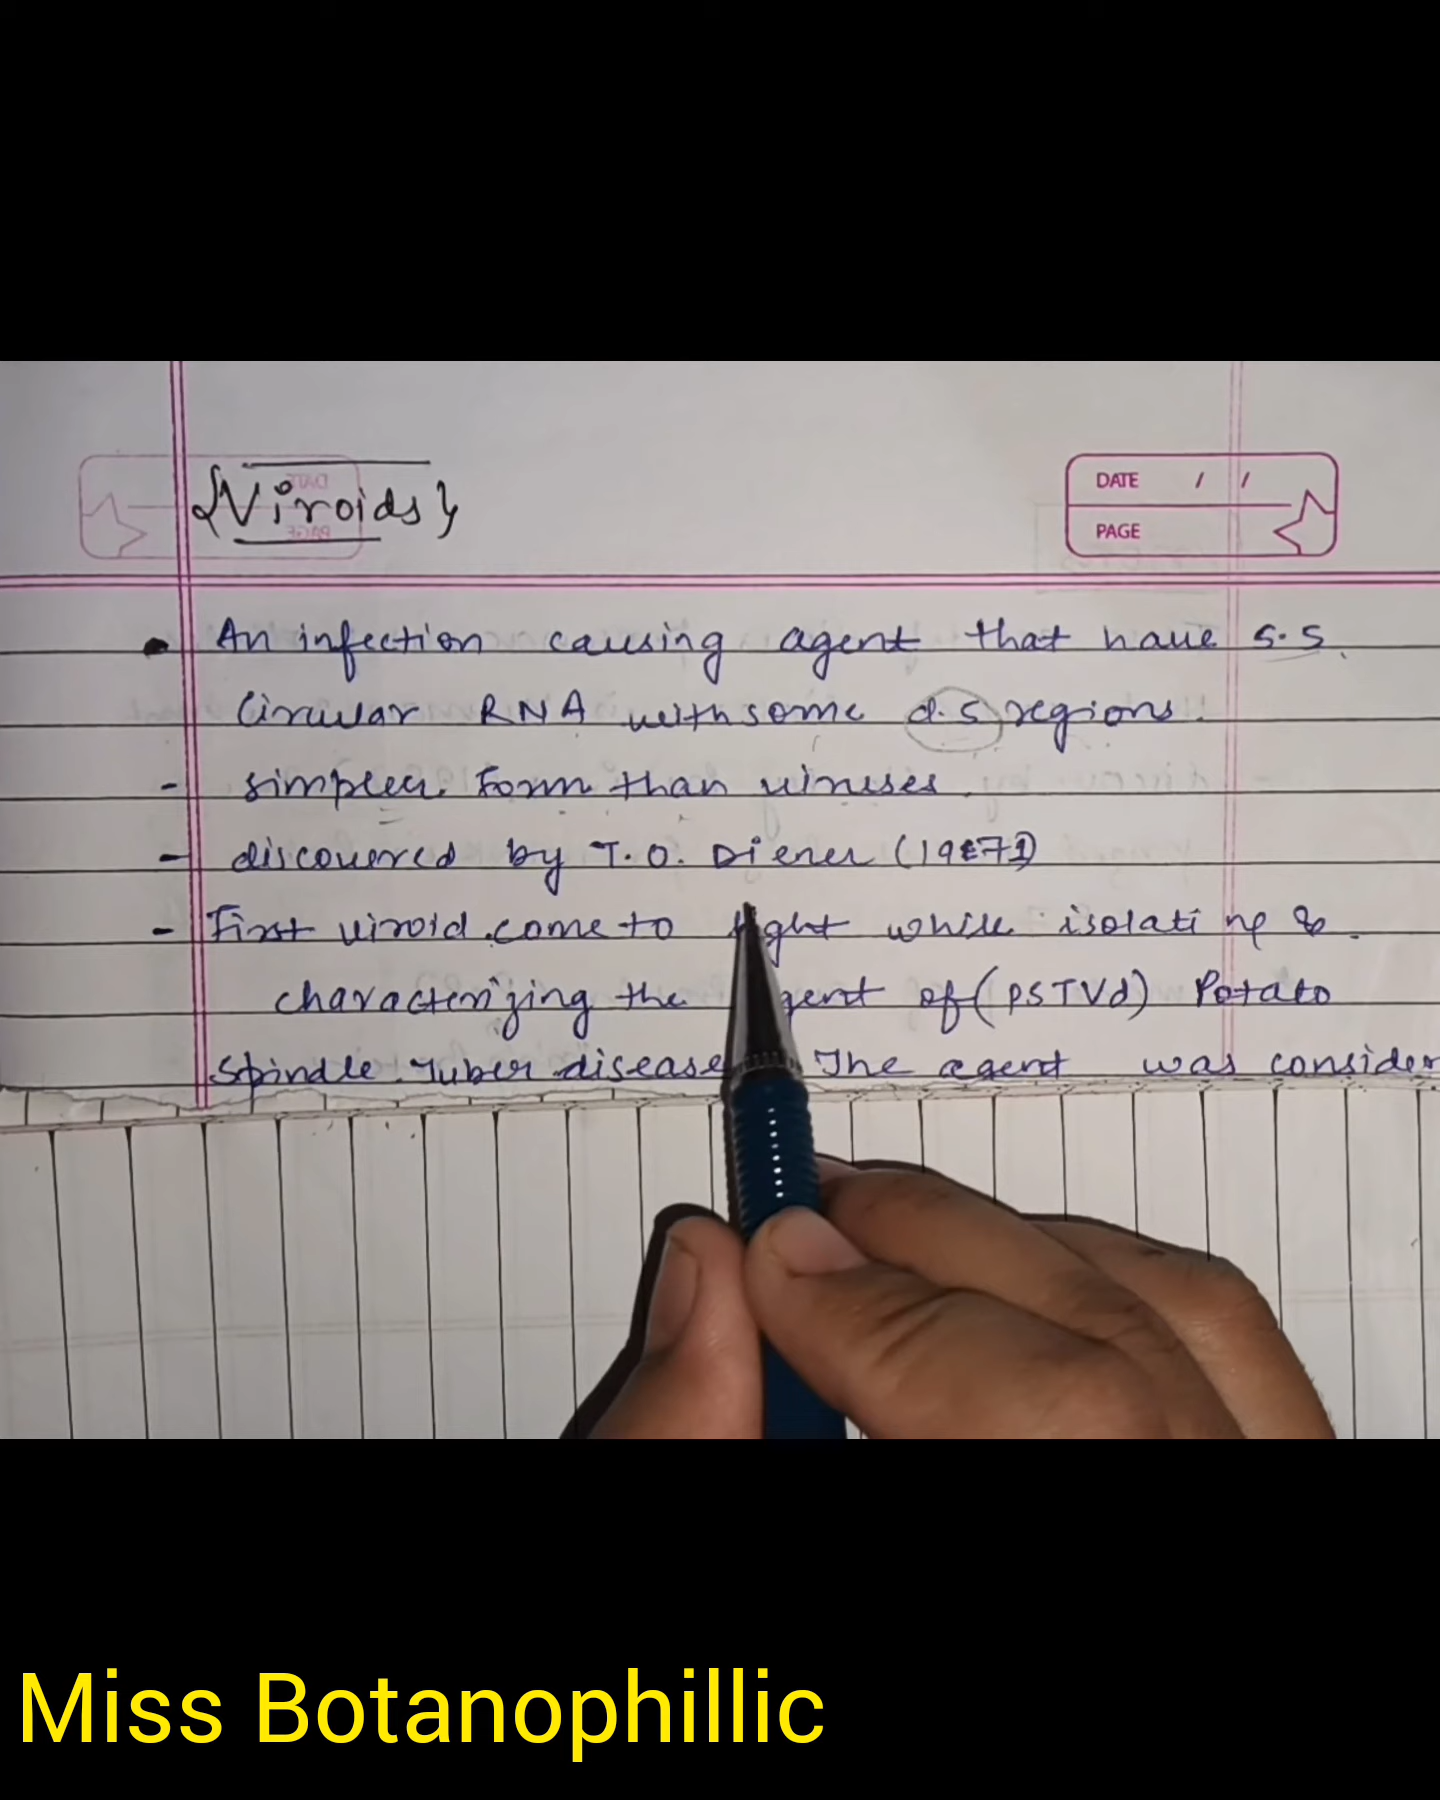 {Viroids}
DATE / /
PAGE
• An infection causing agent that have s.s
Circular RNA with some d.s regions.
- simpler Form than viruses.
- discovered by T.O. Diener (1971)
- First viroid come to light while isolating &
characterizing the agent of (PSTVd) Potato
Spindle Tuber disease The agent was consider
Miss Botanophillic